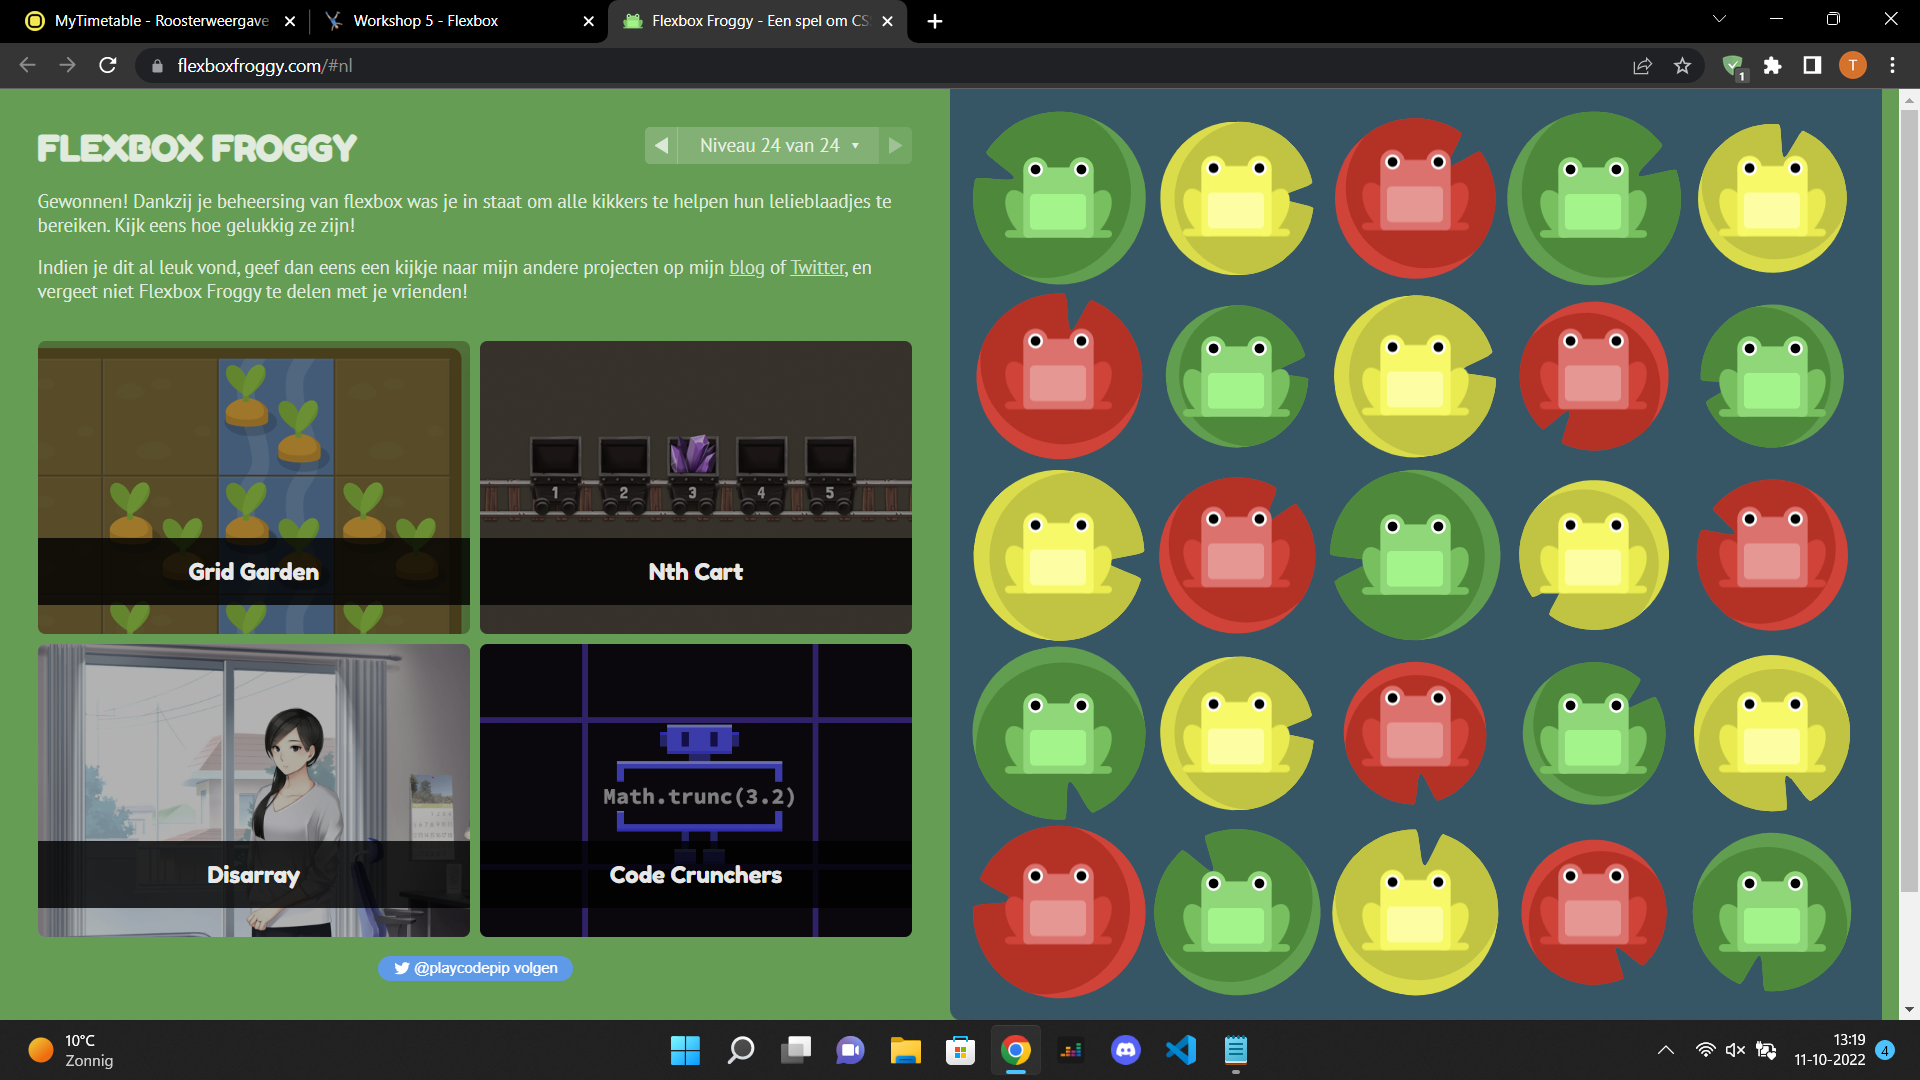 MyTimetable - Roosterweergave
Workshop 5 - Flexbox
Flexbox Froggy - Een spel om CS
flexboxfroggy.com/#nl
1
T
FLEXBOX FROGGY
Niveau 24 van 24
Gewonnen! Dankzij je beheersing van flexbox was je in staat om alle kikkers te helpen hun lelieblaadjes te
bereiken. Kijk eens hoe gelukkig ze zijn!
Indien je dit al leuk vond, geef dan eens een kijkje naar mijn andere projecten op mijn blog of Twitter, en
vergeet niet Flexbox Froggy te delen met je vrienden!
1 2 3 4 5
Grid Garden
Nth Cart
Math.trunc(3.2)
Disarray
Code Crunchers
@playcodepip volgen
10°C
Zonnig
13:19
11-10-2022
4